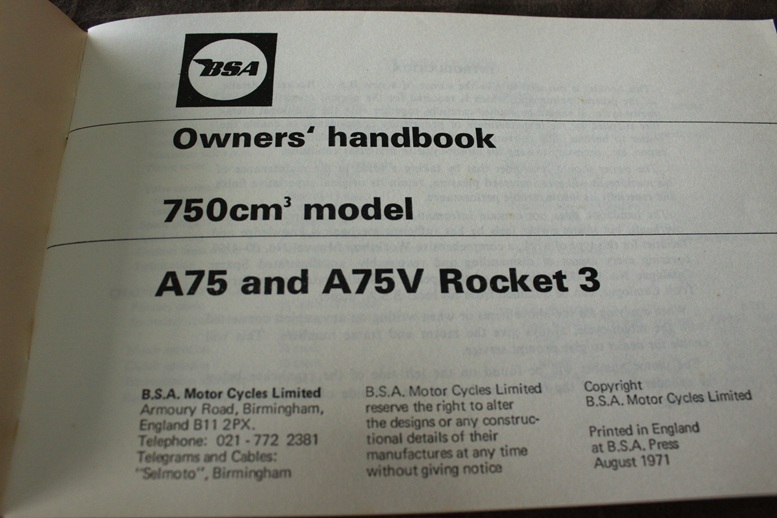 BSA
Owners' handbook
750cm³ model
A75 and A75V Rocket 3
B.S.A. Motor Cycles Limited
Armoury Road, Birmingham,
England B11 2PX.
Telephone: 021 - 772 2381
Telegrams and Cables:
"Selmoto", Birmingham
B.S.A. Motor Cycles Limited
reserve the right to alter
the designs or any construc-
tional details of their
manufactures at any time
without giving notice
Copyright
B.S.A. Motor Cycles Limited
Printed in England
at B.S.A. Press
August 1971